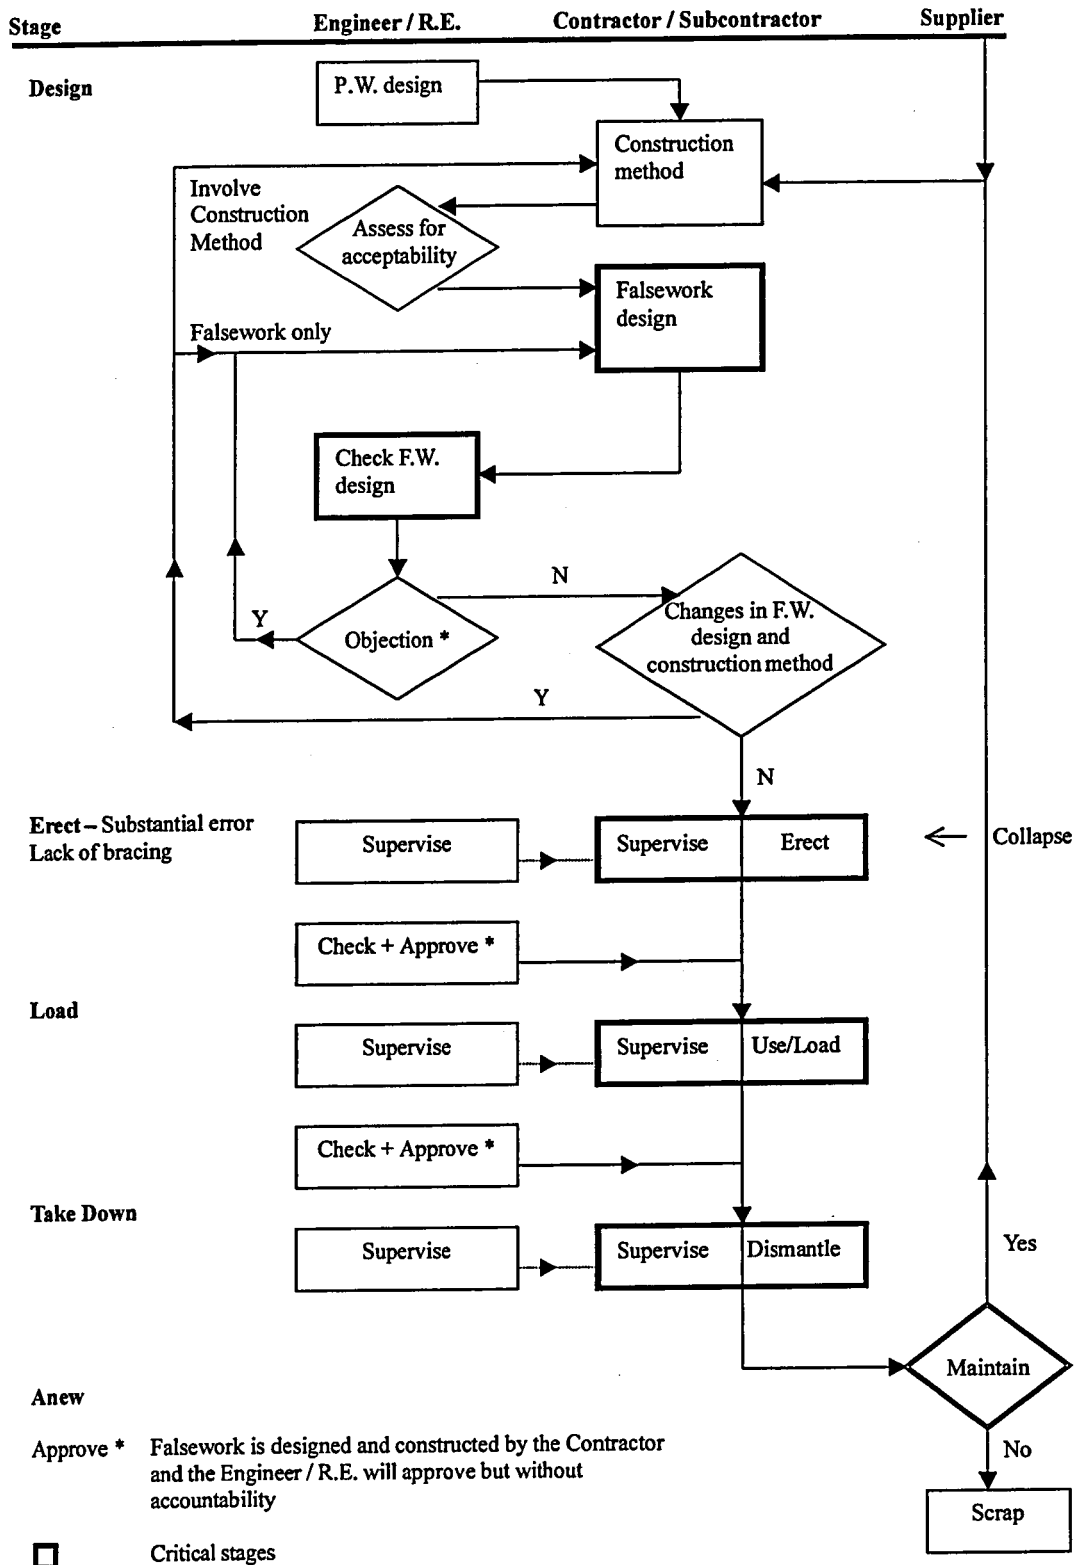 Stage Engineer / R.E. Contractor / Subcontractor Supplier
Design
P.W. design
Construction
method
Involve
Construction
Method
Assess for
acceptability
Falsework
design
Falsework only
Check F.W.
design
N
Y
Objection *
Changes in F.W.
design and
construction method
Y
N
Erect – Substantial error
Lack of bracing
Supervise
Supervise
Erect
Collapse
Check + Approve *
Load
Supervise
Supervise
Use/Load
Check + Approve *
Take Down
Supervise
Supervise
Dismantle
Yes
Maintain
Anew
No
Scrap
Approve * Falsework is designed and constructed by the Contractor
and the Engineer / R.E. will approve but without
accountability
Critical stages